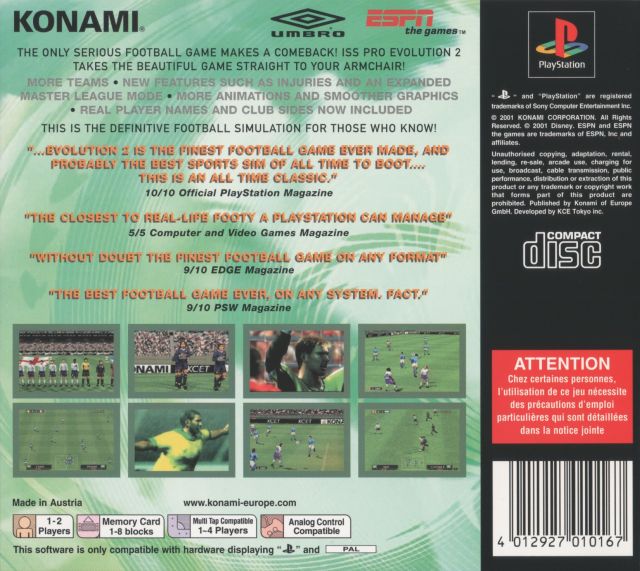 KONAMI®
umbro
ESPN
the games™
THE ONLY SERIOUS FOOTBALL GAME MAKES A COMEBACK! ISS PRO EVOLUTION 2
TAKES THE BEAUTIFUL GAME STRAIGHT TO YOUR ARMCHAIR!
MORE TEAMS • NEW FEATURES SUCH AS INJURIES AND AN EXPANDED
MASTER LEAGUE MODE • MORE ANIMATIONS AND SMOOTHER GRAPHICS
• REAL PLAYER NAMES AND CLUB SIDES NOW INCLUDED
THIS IS THE DEFINITIVE FOOTBALL SIMULATION FOR THOSE WHO KNOW!
"...EVOLUTION 2 IS THE FINEST FOOTBALL GAME EVER MADE, AND
PROBABLY THE BEST SPORTS SIM OF ALL TIME TO BOOT....
THIS IS AN ALL TIME CLASSIC."
10/10 Official PlayStation Magazine
"THE CLOSEST TO REAL-LIFE FOOTY A PLAYSTATION CAN MANAGE"
5/5 Computer and Video Games Magazine
"WITHOUT DOUBT THE FINEST FOOTBALL GAME ON ANY FORMAT"
9/10 EDGE Magazine
"THE BEST FOOTBALL GAME EVER, ON ANY SYSTEM. FACT."
9/10 PSW Magazine
NAMI KCET
KCET
Made in Austria
www.konami-europe.com
1-2
Players
Memory Card
1-8 blocks
Multi Tap Compatible
1-4 Players
Analog Control
Compatible
This software is only compatible with hardware displaying " " and PAL
PlayStation
" " and "PlayStation" are registered
trademarks of Sony Computer Entertainment Inc.
© 2001 KONAMI CORPORATION. All
Rights Reserved. © 2001 Disney. ESPN and ESPN
the games are trademarks of ESPN, Inc and
affiliates.
Unauthorised copying, adaptation, rental,
lending, re-sale, arcade use, charging for
use, broadcast, cable transmission, public
performance, distribution or extraction of this
product or any trademark or copyright work
that forms part of this product are
prohibited. Published by Konami of Europe
GmbH. Developed by KCE Tokyo inc.
COMPACT
disc
ATTENTION
Chez certaines personnes,
l'utilisation de ce jeu nécessite
des précautions d'emploi
particulières qui sont détaillées
dans la notice jointe
4 012927 010167